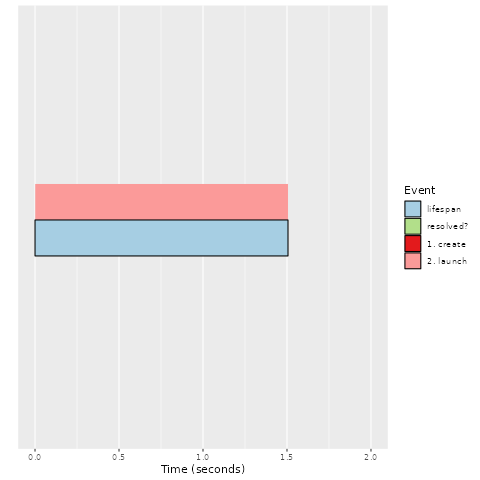 Event
lifespan
resolved?
1. create
2. launch
0.0 0.5 1.0 1.5 2.0
Time (seconds)